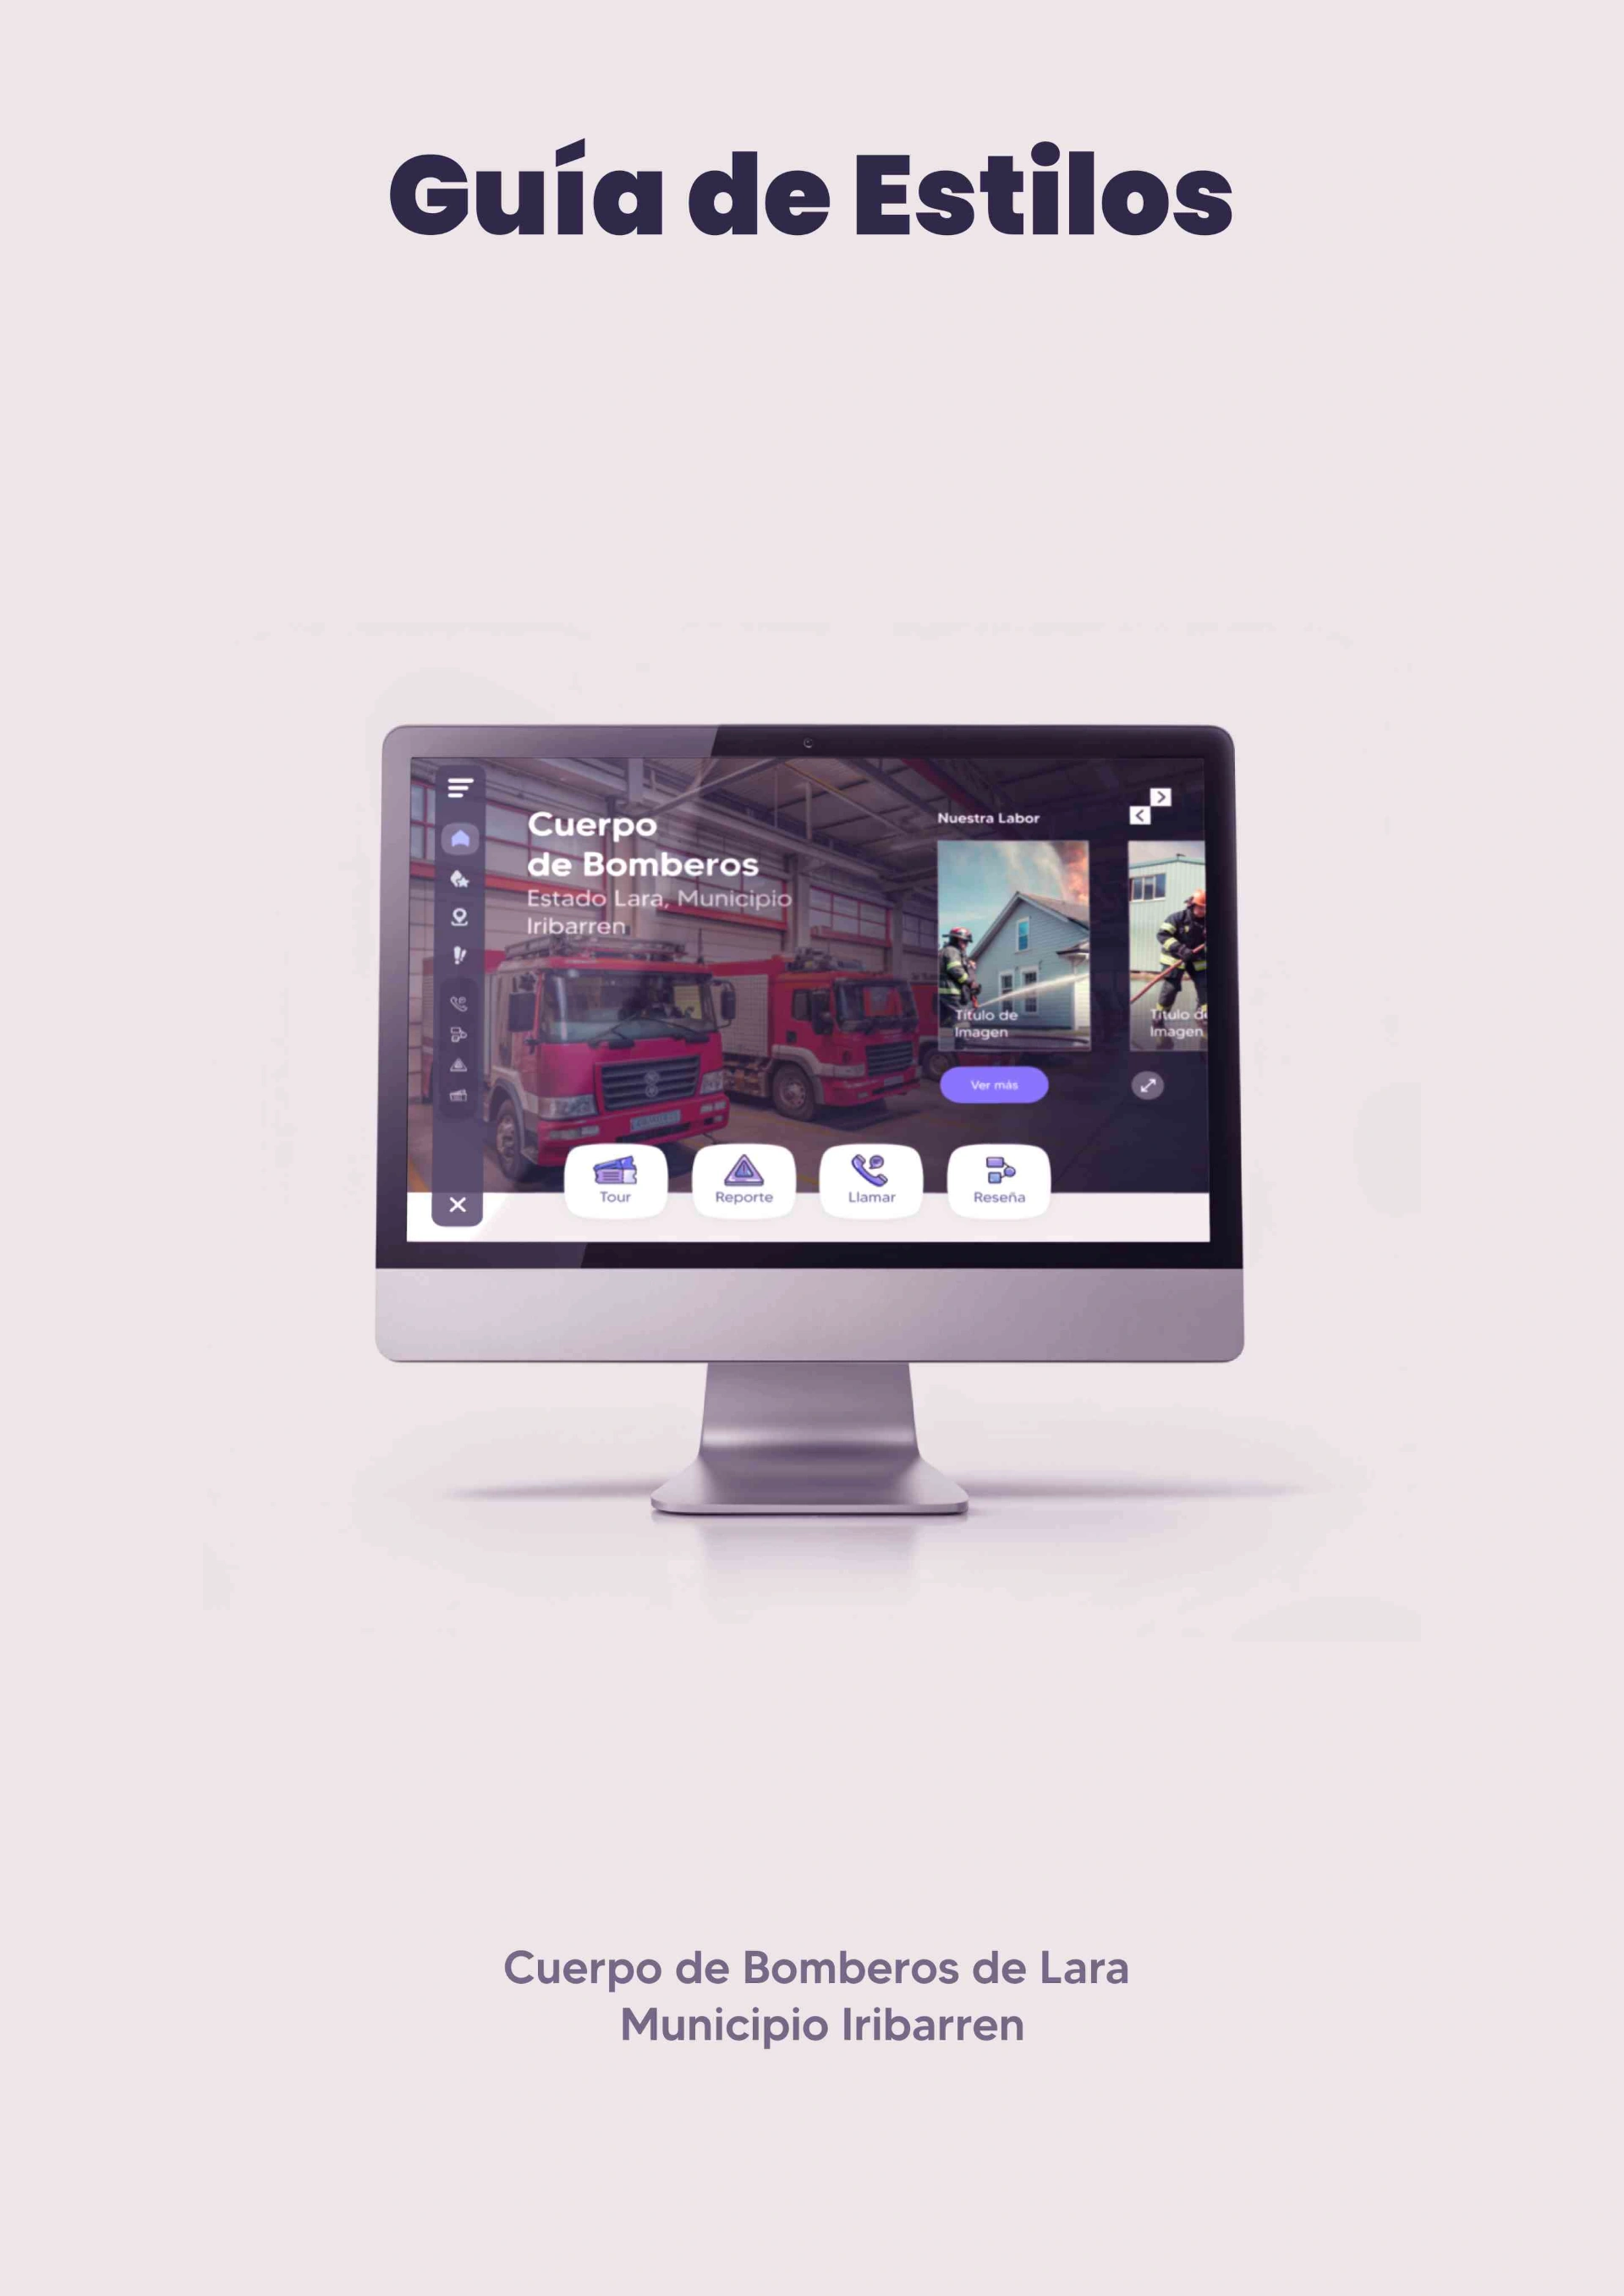 Guía de Estilos
Cuerpo
de Bomberos
Estado Lara, Municipio
Iribarren
Nuestra Labor
Título de
Imagen
Título de
Imagen
Ver más
Tour
Reporte
Llamar
Reseña
Cuerpo de Bomberos de Lara
Municipio Iribarren